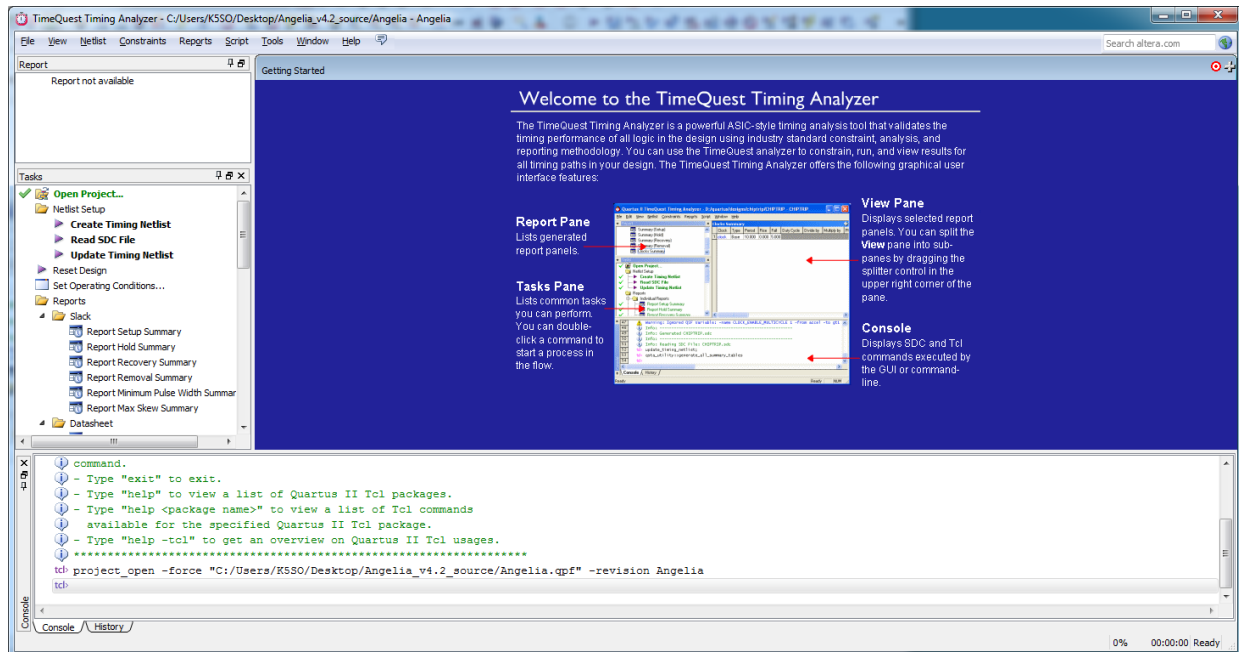 TimeQuest Timing Analyzer - C:/Users/K5SO/Desktop/Angelia_v4.2_source/Angelia - Angelia
File View Netlist Constraints Reports Script Tools Window Help
Search altera.com
Report
Report not available
Tasks
Open Project...
Netlist Setup
Create Timing Netlist
Read SDC File
Update Timing Netlist
Reset Design
Set Operating Conditions...
Reports
Slack
Report Setup Summary
Report Hold Summary
Report Recovery Summary
Report Removal Summary
Report Minimum Pulse Width Summar
Report Max Skew Summary
Datasheet
Getting Started
Welcome to the TimeQuest Timing Analyzer
The TimeQuest Timing Analyzer is a powerful ASIC-style timing analysis tool that validates the
timing performance of all logic in the design using industry standard constraint, analysis, and
reporting methodology. You can use the TimeQuest analyzer to constrain, run, and view results for
all timing paths in your design. The TimeQuest Timing Analyzer offers the following graphical user
interface features:
Report Pane
Lists generated
report panels.
Tasks Pane
Lists common tasks
you can perform.
You can double-
click a command to
start a process in
the flow.
View Pane
Displays selected report
panels. You can split the
View pane into sub-
panes by dragging the
splitter control in the
upper right corner of the
pane.
Console
Displays SDC and Tcl
commands executed by
the GUI or command-
line.
command.
- Type "exit" to exit.
- Type "help" to view a list of Quartus II Tcl packages.
- Type "help <package name>" to view a list of Tcl commands
available for the specified Quartus II Tcl package.
- Type "help -tcl" to get an overview on Quartus II Tcl usages.
*******************************************************************
tcl> project_open -force "C:/Users/K5SO/Desktop/Angelia_v4.2_source/Angelia.qpf" -revision Angelia
tcl>
Console
Console History
0% 00:00:00 Ready